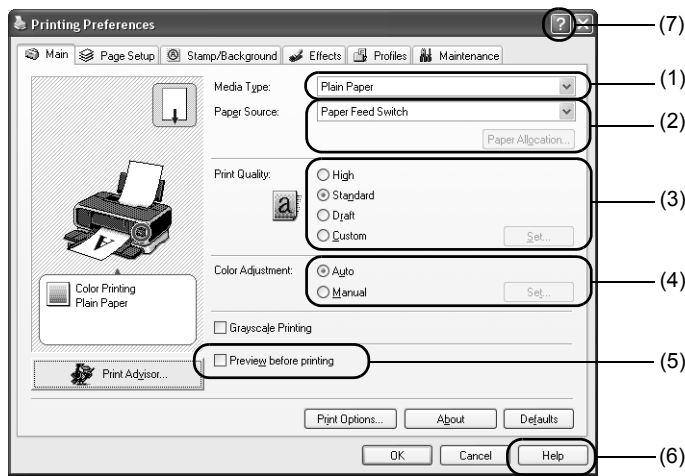 Printing Preferences
?
(7)
Main
Page Setup
Stamp/Background
Effects
Profiles
Maintenance
Media Type:
Plain Paper
(1)
Paper Source:
Paper Feed Switch
(2)
Paper Allocation...
Print Quality:
High
Standard
Draft
Custom
Set...
(3)
a
Color Adjustment:
Auto
Manual
Set...
(4)
A
Color Printing
Plain Paper
Grayscale Printing
Preview before printing
(5)
Print Advisor...
Print Options...
About
Defaults
OK
Cancel
Help
(6)